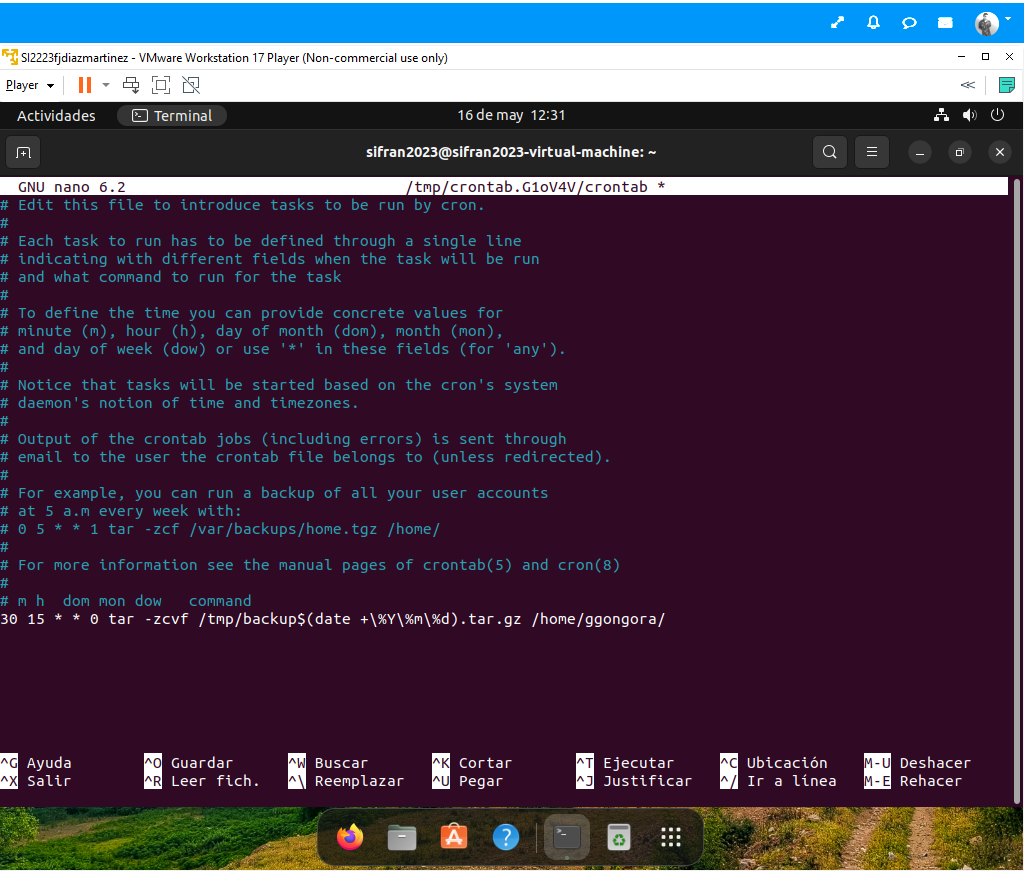 SI2223fjdiazmartinez - VMware Workstation 17 Player (Non-commercial use only)
Player
Actividades
Terminal
16 de may 12:31
sifran2023@sifran2023-virtual-machine: ~
GNU nano 6.2 /tmp/crontab.G1oV4V/crontab *
# Edit this file to introduce tasks to be run by cron.
#
# Each task to run has to be defined through a single line
# indicating with different fields when the task will be run
# and what command to run for the task
#
# To define the time you can provide concrete values for
# minute (m), hour (h), day of month (dom), month (mon),
# and day of week (dow) or use '*' in these fields (for 'any').
#
# Notice that tasks will be started based on the cron's system
# daemon's notion of time and timezones.
#
# Output of the crontab jobs (including errors) is sent through
# email to the user the crontab file belongs to (unless redirected).
#
# For example, you can run a backup of all your user accounts
# at 5 a.m every week with:
# 0 5 * * 1 tar -zcf /var/backups/home.tgz /home/
#
# For more information see the manual pages of crontab(5) and cron(8)
#
# m h  dom mon dow   command
30 15 * * 0 tar -zcvf /tmp/backup$(date +\%Y\%m\%d).tar.gz /home/ggongora/
^G Ayuda ^O Guardar ^W Buscar ^K Cortar ^T Ejecutar ^C Ubicación M-U Deshacer
^X Salir ^R Leer fich. ^\ Reemplazar ^U Pegar ^J Justificar ^/ Ir a línea M-E Rehacer